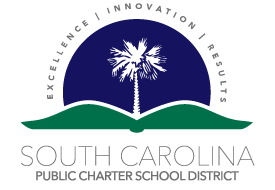 EXCELLENCE | INNOVATION | RESULTS
SOUTH CAROLINA
PUBLIC CHARTER SCHOOL DISTRICT